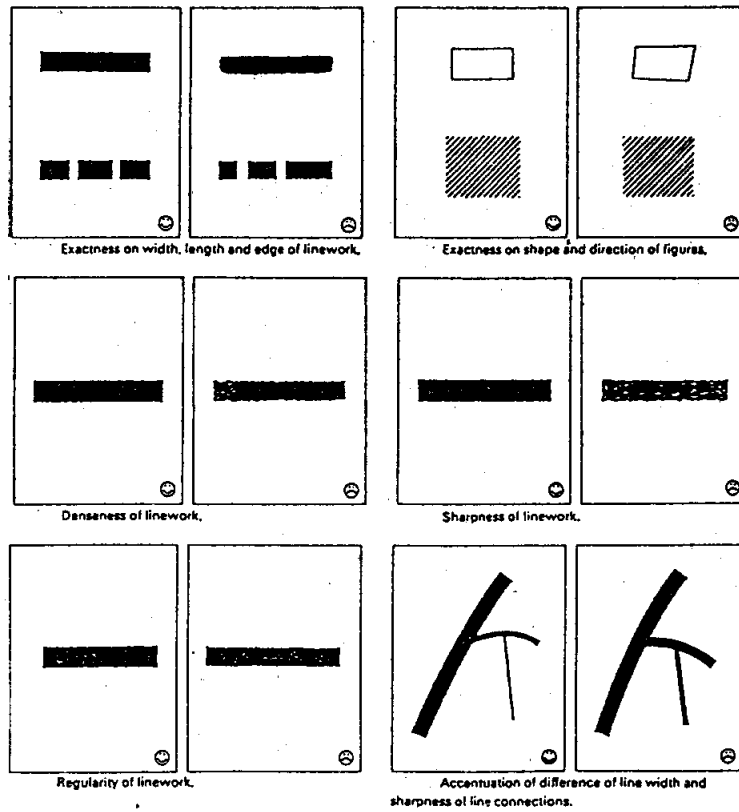 Exactness on width, length and edge of linework.
Exactness on shape and direction of figures.
Denseness of linework.
Sharpness of linework.
Regularity of linework.
Accentuation of difference of line width and
sharpness of line connections.